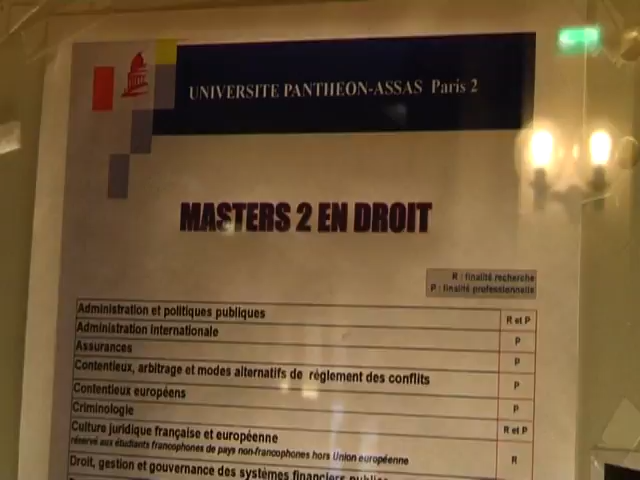 UNIVERSITE PANTHEON-ASSAS Paris 2
MASTERS 2 EN DROIT
R : finalité recherche
P : finalité professionnelle
Administration et politiques publiques R et P
Administration Internationale P
Assurances P
Contentieux, arbitrage et modes alternatifs de règlement des conflits P
Contentieux européens P
Criminologie R et P
Culture juridique française et européenne R
réservé aux étudiants francophones de pays non-francophones hors Union européenne
Droit, gestion et gouvernance des systèmes financiers